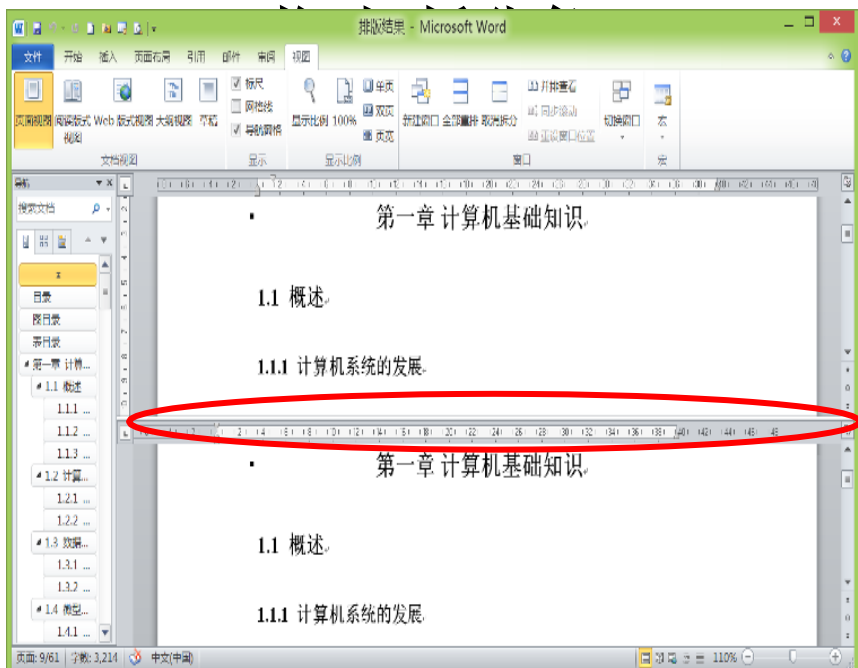 排版结果 - Microsoft Word
文件 开始 插入 页面布局 引用 邮件 审阅 视图
页面视图 阅读版式视图 Web 版式视图 大纲视图 草稿
文档视图
标尺
网格线
导航窗格
显示
显示比例 100% 单页
双页
页宽
显示比例
新建窗口 全部重排 取消拆分
并排查看
同步滚动
重设窗口位置
切换窗口
窗口
宏
宏
导航
搜索文档
目录
图目录
表目录
第一章 计算...
1.1 概述
1.1.1 ...
1.1.2 ...
1.1.3 ...
1.2 计算...
1.2.1 ...
1.2.2 ...
1.3 数据...
1.3.1 ...
1.3.2 ...
1.4 微型...
1.4.1 ...
第一章 计算机基础知识
1.1 概述
1.1.1 计算机系统的发展
第一章 计算机基础知识
1.1 概述
1.1.1 计算机系统的发展
页面: 9/61 字数: 3,214 中文(中国) 110%